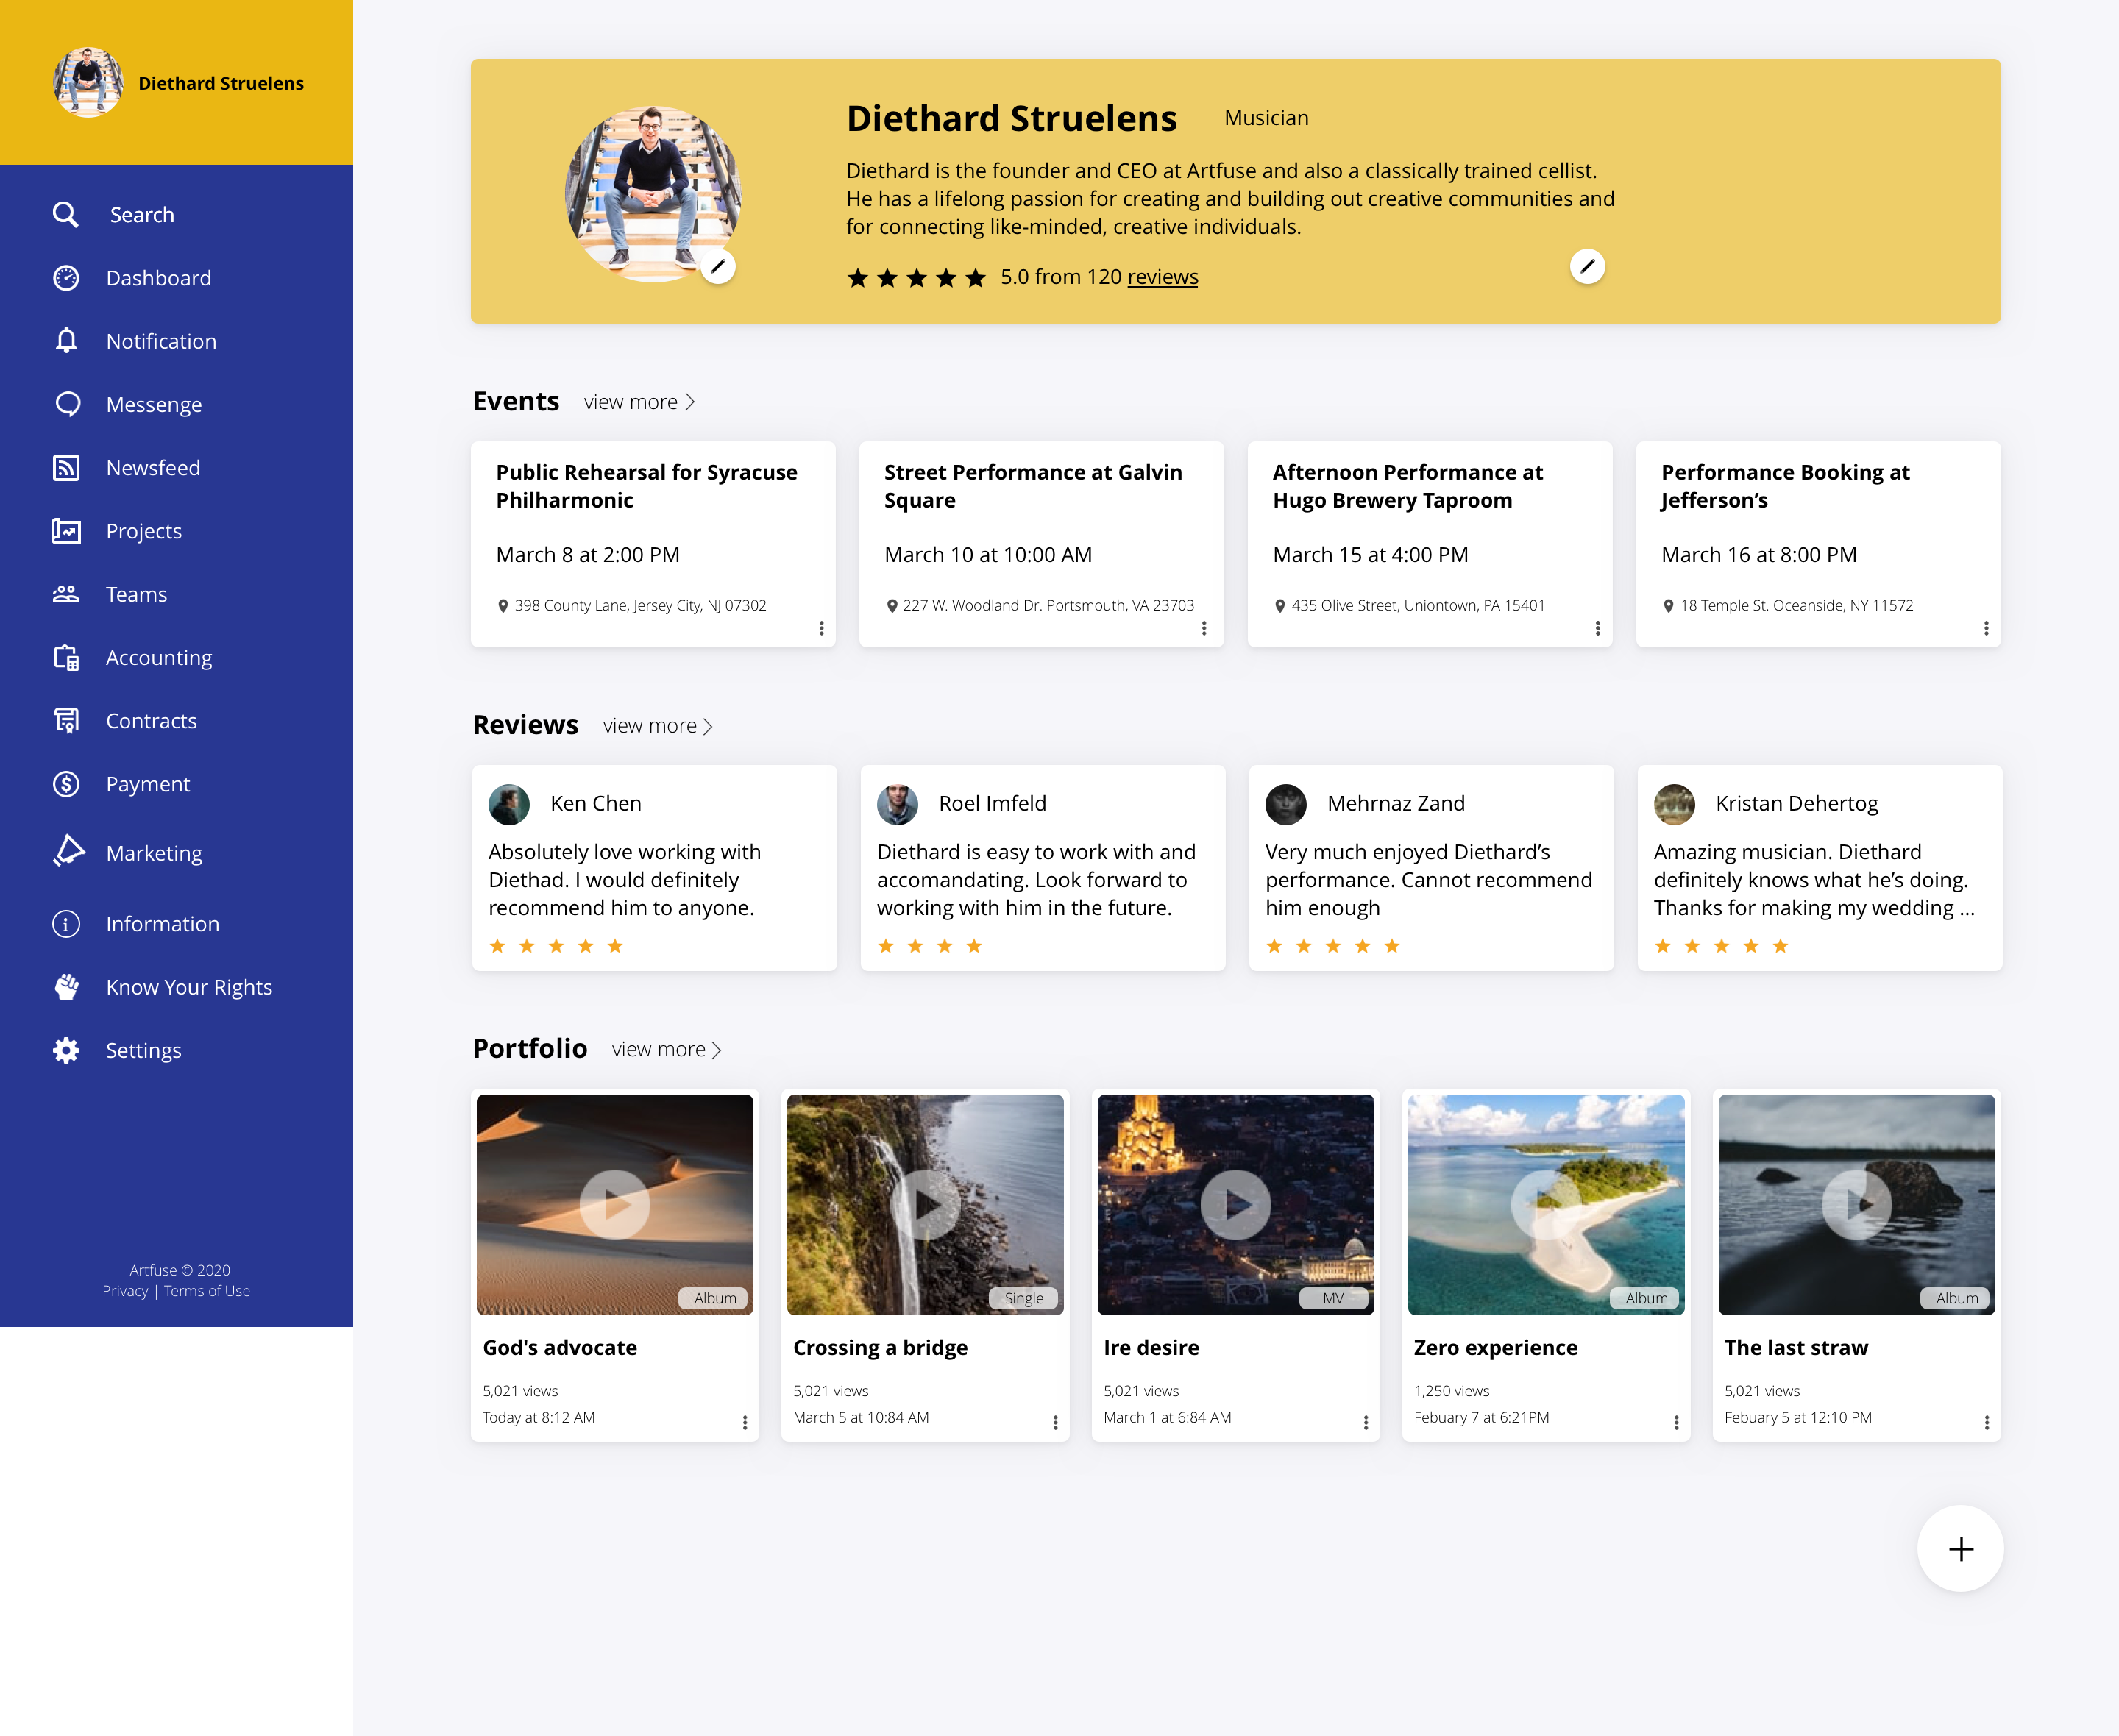 Diethard Struelens
Search
Dashboard
Notification
Messenge
Newsfeed
Projects
Teams
Accounting
Contracts
Payment
Marketing
Information
Know Your Rights
Settings
Artfuse © 2020
Privacy | Terms of Use
Diethard Struelens Musician
Diethard is the founder and CEO at Artfuse and also a classically trained cellist.
He has a lifelong passion for creating and building out creative communities and
for connecting like-minded, creative individuals.
5.0 from 120 reviews
Events view more
Public Rehearsal for Syracuse
Philharmonic
March 8 at 2:00 PM
398 County Lane, Jersey City, NJ 07302
Street Performance at Galvin
Square
March 10 at 10:00 AM
227 W. Woodland Dr. Portsmouth, VA 23703
Afternoon Performance at
Hugo Brewery Taproom
March 15 at 4:00 PM
435 Olive Street, Uniontown, PA 15401
Performance Booking at
Jefferson’s
March 16 at 8:00 PM
18 Temple St. Oceanside, NY 11572
Reviews view more
Ken Chen
Absolutely love working with
Diethad. I would definitely
recommend him to anyone.
Roel Imfeld
Diethard is easy to work with and
accomandating. Look forward to
working with him in the future.
Mehrnaz Zand
Very much enjoyed Diethard’s
performance. Cannot recommend
him enough
Kristan Dehertog
Amazing musician. Diethard
definitely knows what he’s doing.
Thanks for making my wedding ...
Portfolio view more
Album
God's advocate
5,021 views
Today at 8:12 AM
Single
Crossing a bridge
5,021 views
March 5 at 10:84 AM
MV
Ire desire
5,021 views
March 1 at 6:84 AM
Album
Zero experience
1,250 views
Febuary 7 at 6:21PM
Album
The last straw
5,021 views
Febuary 5 at 12:10 PM